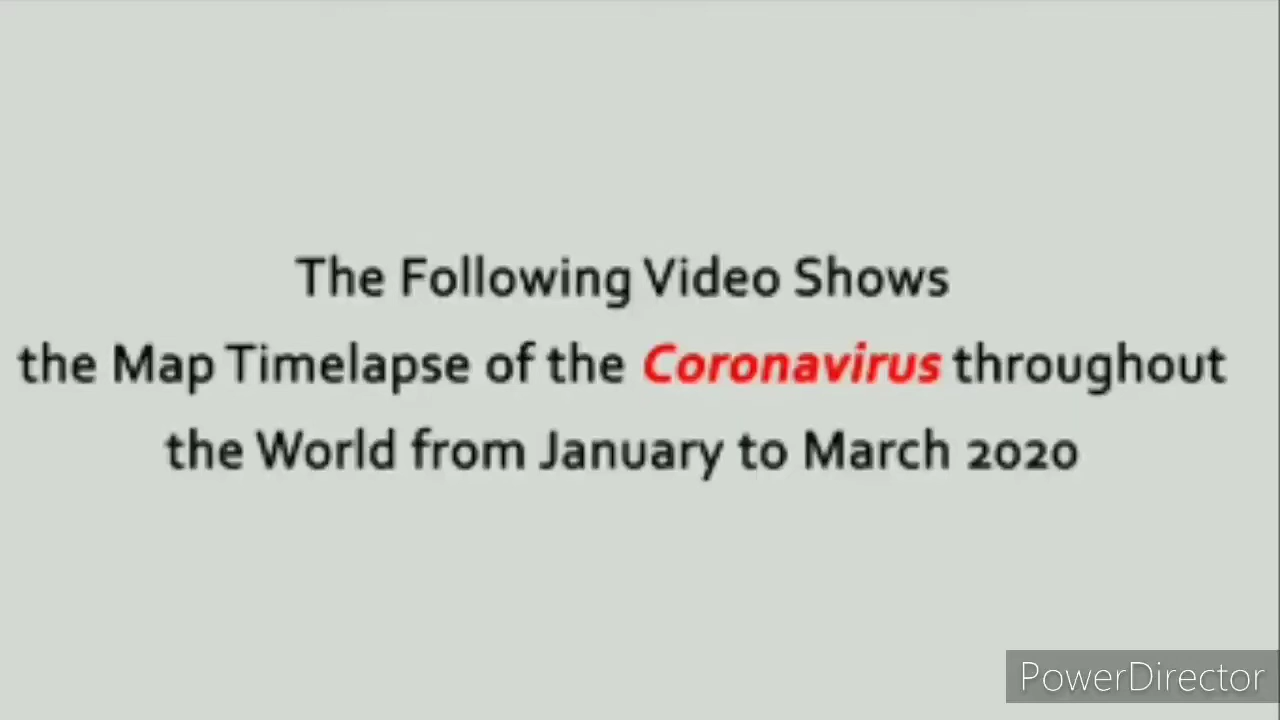 The Following Video Shows
the Map Timelapse of the Coronavirus throughout
the World from January to March 2020
PowerDirector